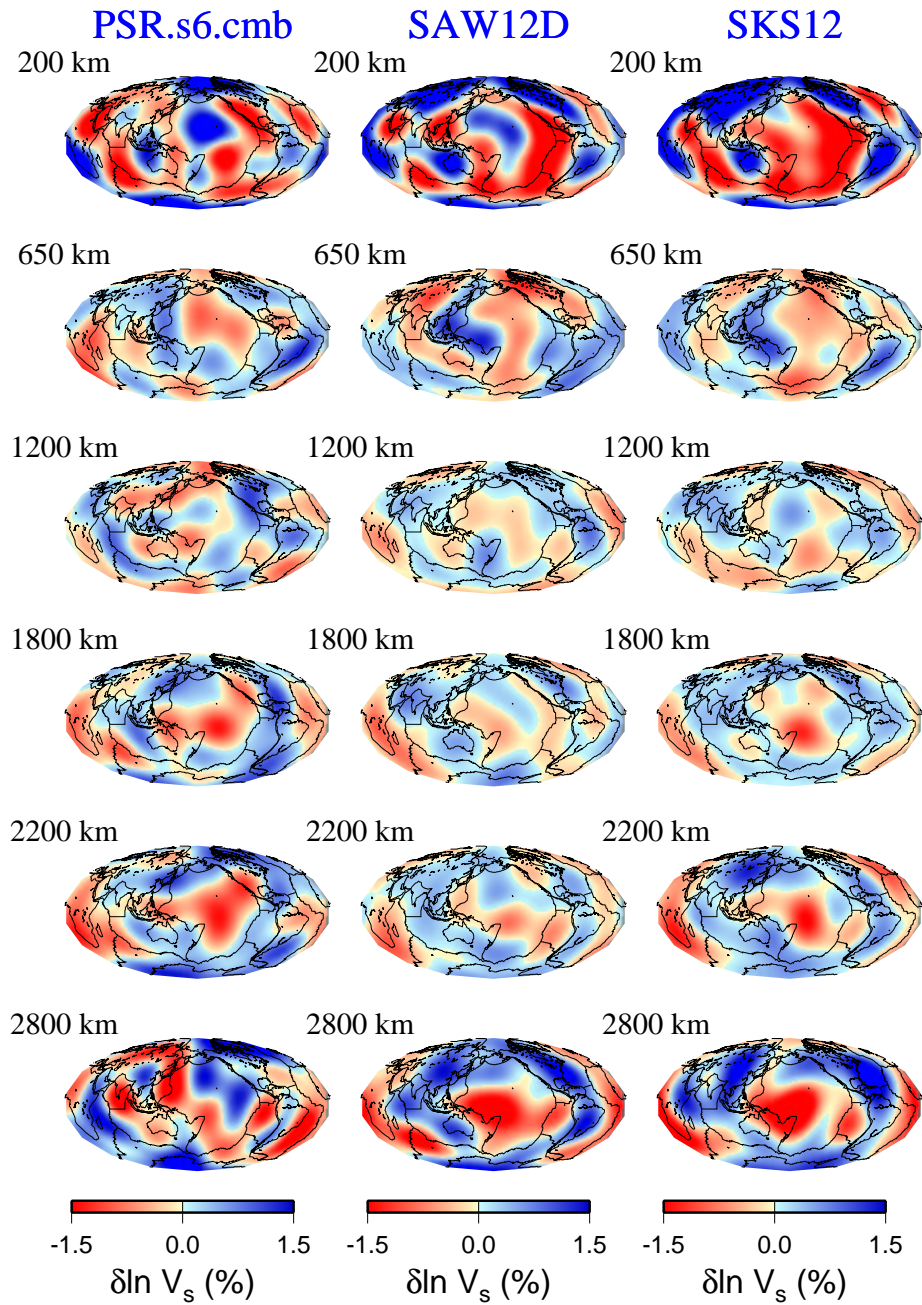 PSR.s6.cmb SAW12D SKS12
200 km 200 km 200 km
650 km 650 km 650 km
1200 km 1200 km 1200 km
1800 km 1800 km 1800 km
2200 km 2200 km 2200 km
2800 km 2800 km 2800 km
-1.5 0.0 1.5 -1.5 0.0 1.5 -1.5 0.0 1.5
δln V_s (%) δln V_s (%) δln V_s (%)